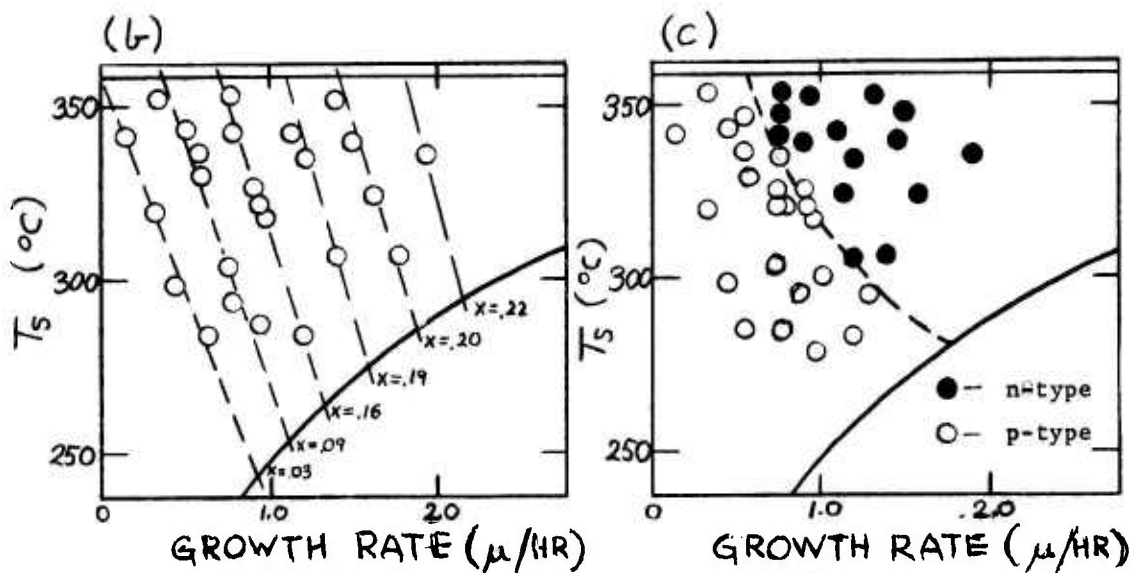 (b)
350
300
250
Ts (°C)
x=.03
x=.09
x=.16
x=.19
x=.20
x=.22
0 1.0 2.0
GROWTH RATE (μ/HR)
(c)
350
300
250
Ts (°C)
●- n-type
○- p-type
0 1.0 2.0
GROWTH RATE (μ/HR)